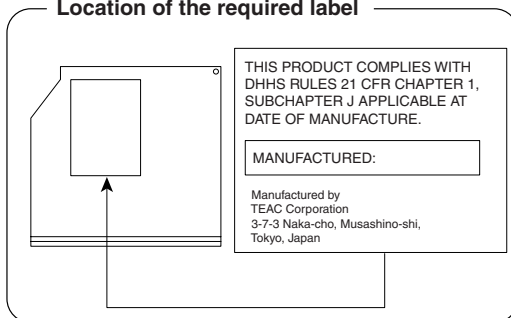 Location of the required label
THIS PRODUCT COMPLIES WITH
DHHS RULES 21 CFR CHAPTER 1,
SUBCHAPTER J APPLICABLE AT
DATE OF MANUFACTURE.
MANUFACTURED:
Manufactured by
TEAC Corporation
3-7-3 Naka-cho, Musashino-shi,
Tokyo, Japan